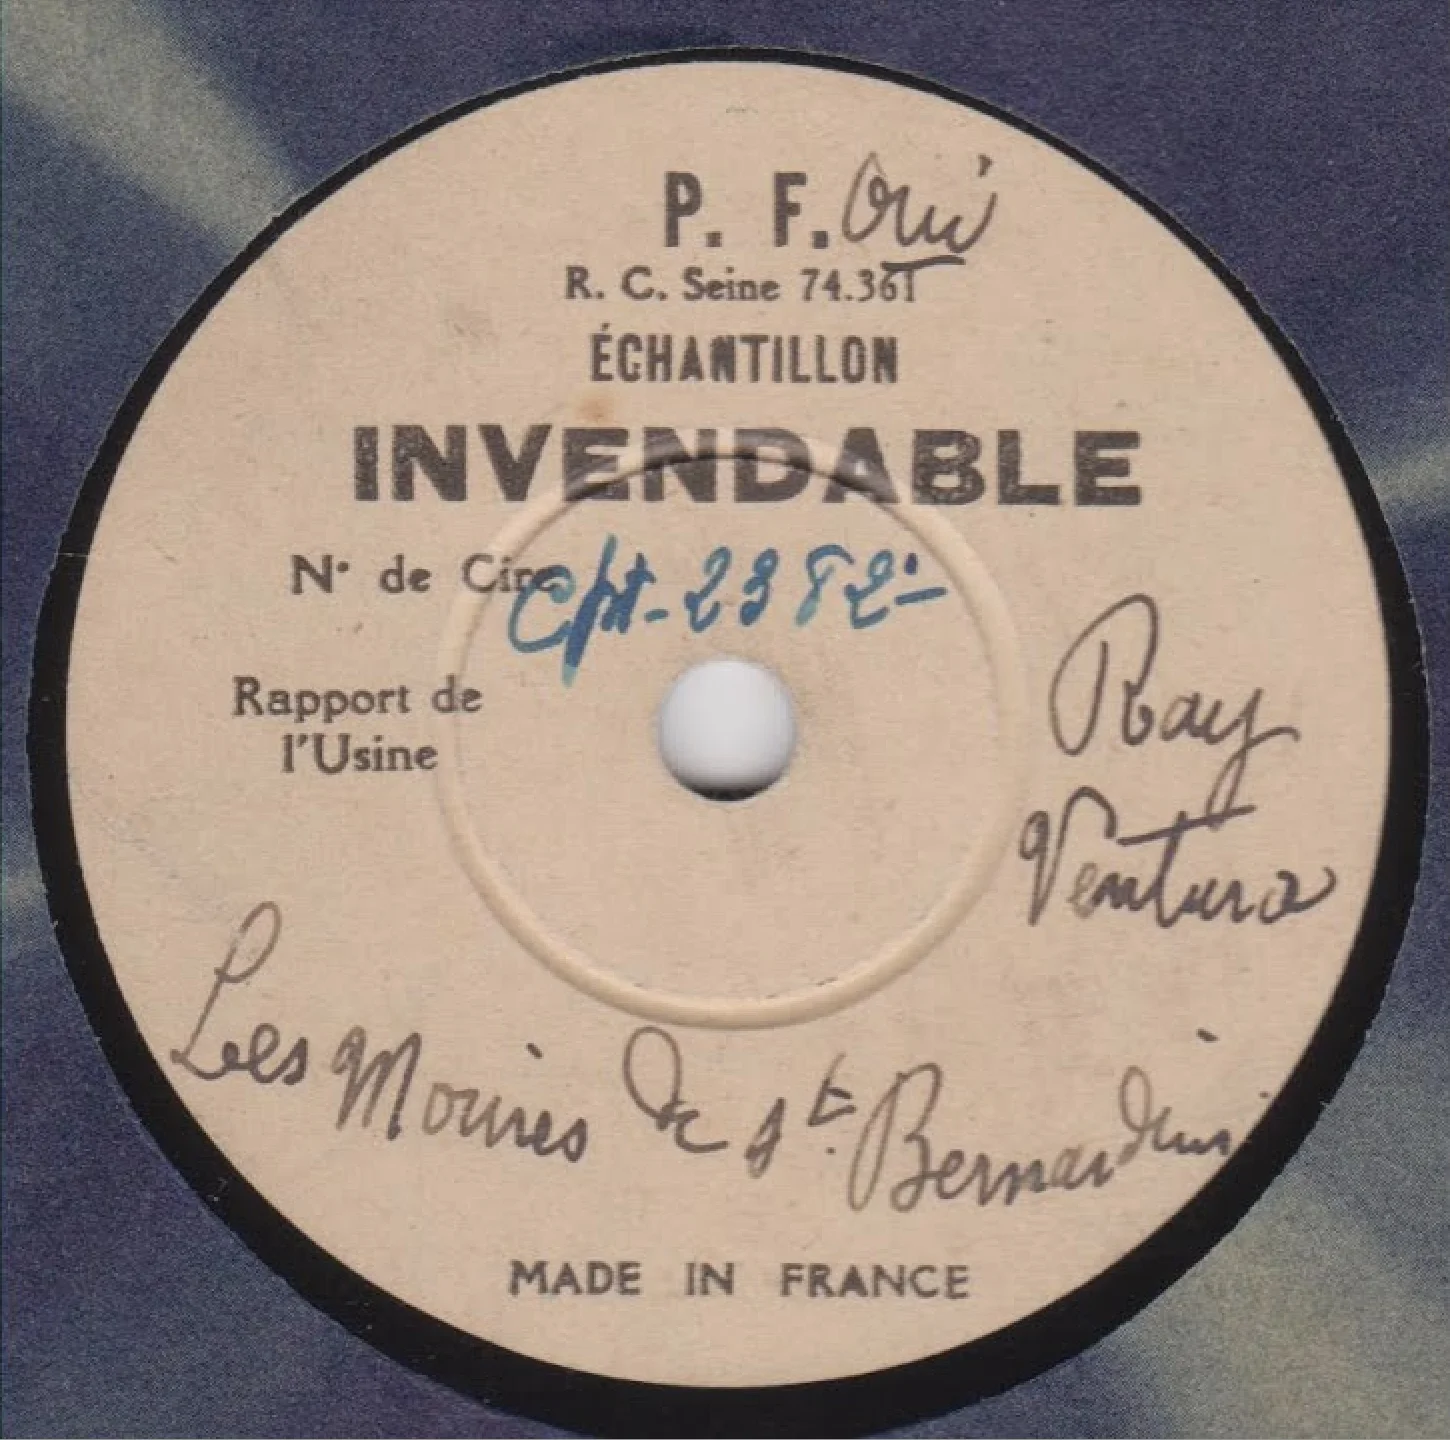 P. F. Oui
R. C. Seine 74.361
ÉCHANTILLON
INVENDABLE
N° de Cire Cpt-2382-1
Rapport de
l'Usine
Ray
Ventura
Les Moines de St. Bernardin
MADE IN FRANCE